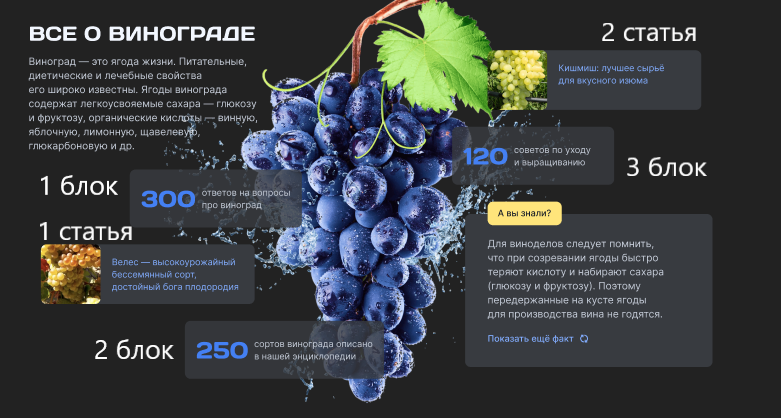 ВСЕ О ВИНОГРАДЕ
Виноград — это ягода жизни. Питательные,
диетические и лечебные свойства
его широко известны. Ягоды винограда
содержат легкоусвояемые сахара — глюкозу
и фруктозу, органические кислоты — винную,
яблочную, лимонную, щавелевую,
глюкарбоновую и др.
2 статья
Кишмиш: лучшее сырьё
для вкусного изюма
120 советов по уходу
и выращиванию
3 блок
1 блок
300 ответов на вопросы
про виноград
1 статья
Велес — высокоурожайный
бессемянный сорт,
достойный бога плодородия
2 блок
250 сортов винограда описано
в нашей энциклопедии
А вы знали?
Для виноделов следует помнить,
что при созревании ягоды быстро
теряют кислоту и набирают сахара
(глюкозу и фруктозу). Поэтому
передержанные на кусте ягоды
для производства вина не годятся.
Показать ещё факт